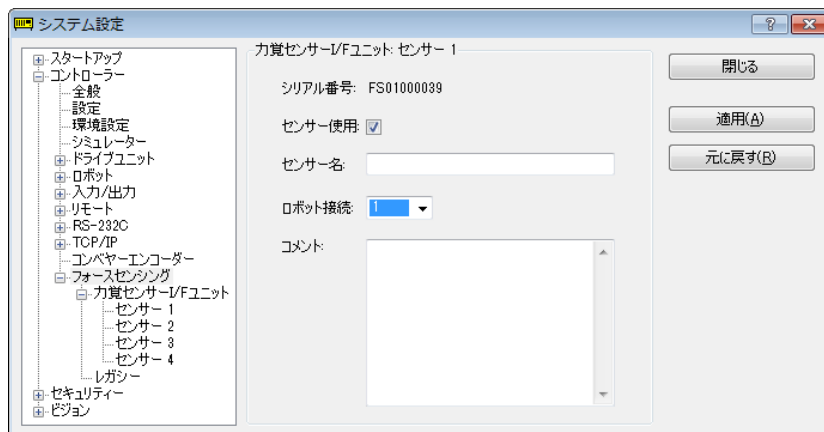 システム設定
スタートアップ
コントローラー
全般
設定
環境設定
シミュレーター
ドライブユニット
ロボット
入力/出力
リモート
RS-232C
TCP/IP
コンベヤーエンコーダー
フォースセンシング
力覚センサーI/Fユニット
センサー 1
センサー 2
センサー 3
センサー 4
レガシー
セキュリティー
ビジョン
力覚センサーI/Fユニット: センサー 1
シリアル番号: FS01000039
センサー使用:
センサー名:
ロボット接続: 1
コメント:
閉じる
適用(A)
元に戻す(R)